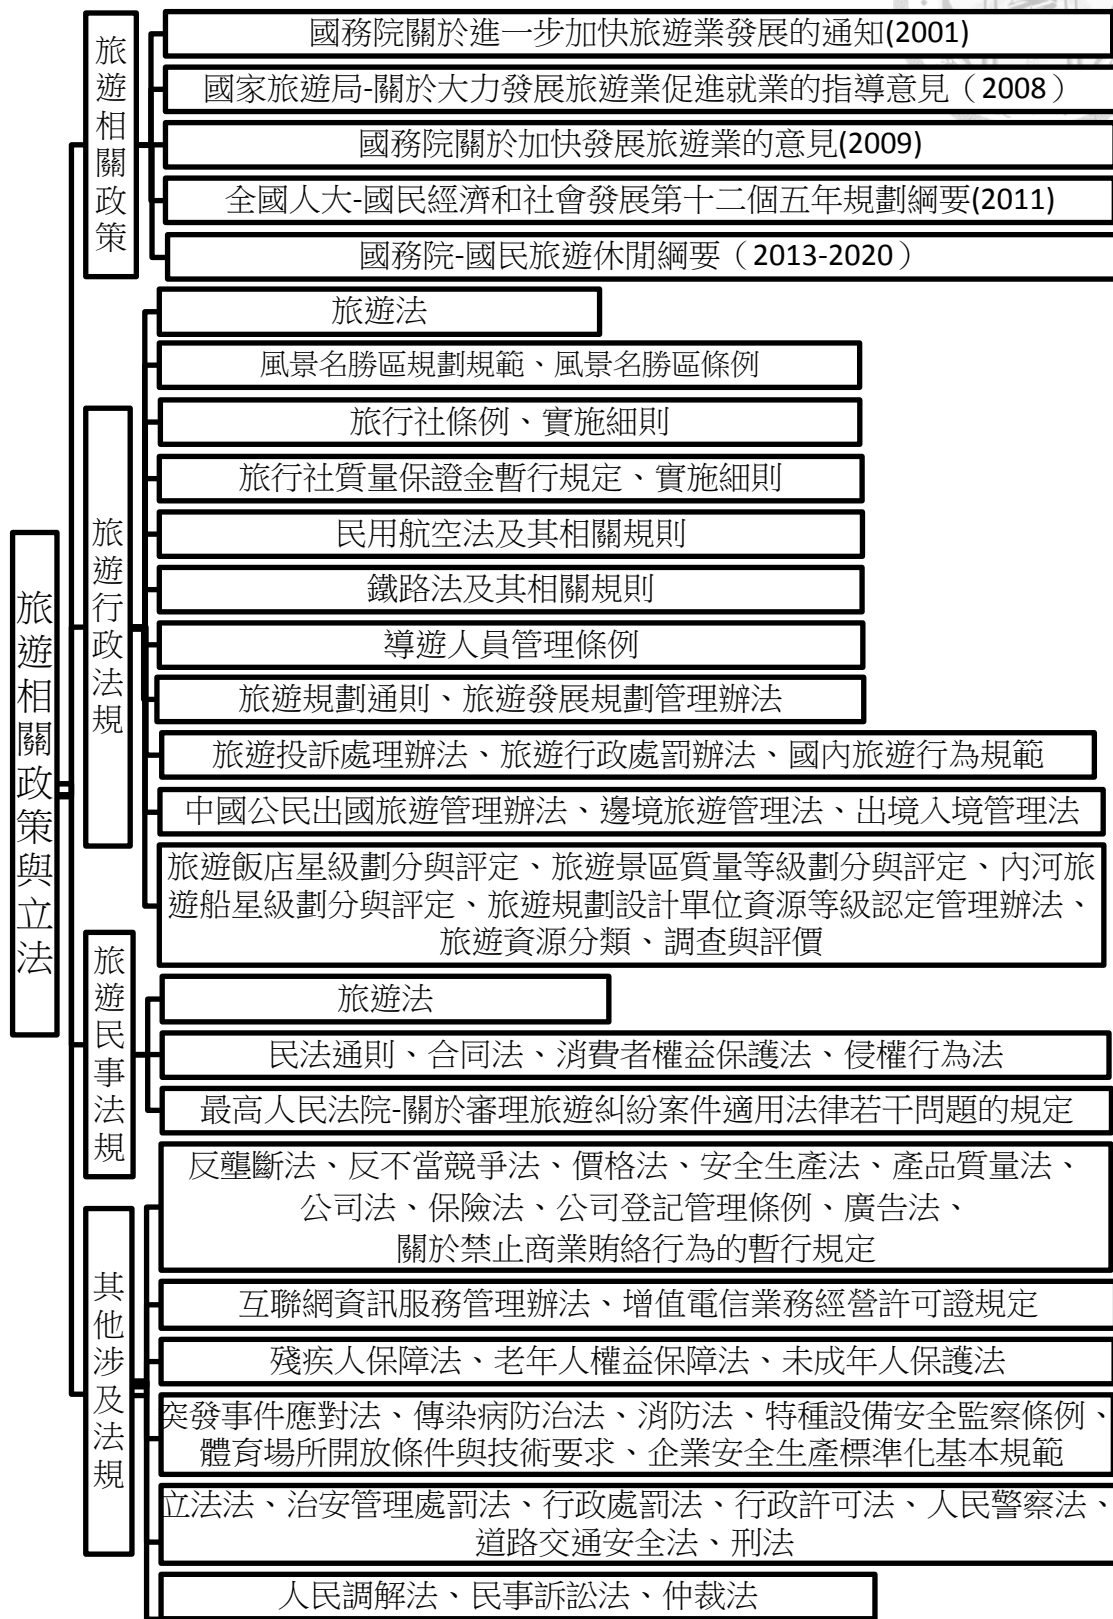 旅遊相關政策與立法
旅遊相關政策
國務院關於進一步加快旅遊業發展的通知(2001)
國家旅遊局-關於大力發展旅遊業促進就業的指導意見（2008）
國務院關於加快發展旅遊業的意見(2009)
全國人大-國民經濟和社會發展第十二個五年規劃綱要(2011)
國務院-國民旅遊休閒綱要（2013-2020）
旅遊行政法規
旅遊法
風景名勝區規劃規範、風景名勝區條例
旅行社條例、實施細則
旅行社質量保證金暫行規定、實施細則
民用航空法及其相關規則
鐵路法及其相關規則
導遊人員管理條例
旅遊規劃通則、旅遊發展規劃管理辦法
旅遊投訴處理辦法、旅遊行政處罰辦法、國內旅遊行為規範
中國公民出國旅遊管理辦法、邊境旅遊管理法、出境入境管理法
旅遊飯店星級劃分與評定、旅遊景區質量等級劃分與評定、內河旅
遊船星級劃分與評定、旅遊規劃設計單位資源等級認定管理辦法、
旅遊資源分類、調查與評價
旅遊民事法規
旅遊法
民法通則、合同法、消費者權益保護法、侵權行為法
最高人民法院-關於審理旅遊糾紛案件適用法律若干問題的規定
其他涉及法規
反壟斷法、反不當競爭法、價格法、安全生產法、產品質量法、
公司法、保險法、公司登記管理條例、廣告法、
關於禁止商業賄絡行為的暫行規定
互聯網資訊服務管理辦法、增值電信業務經營許可證規定
殘疾人保障法、老年人權益保障法、未成年人保護法
突發事件應對法、傳染病防治法、消防法、特種設備安全監察條例、
體育場所開放條件與技術要求、企業安全生產標準化基本規範
立法法、治安管理處罰法、行政處罰法、行政許可法、人民警察法、
道路交通安全法、刑法
人民調解法、民事訴訟法、仲裁法